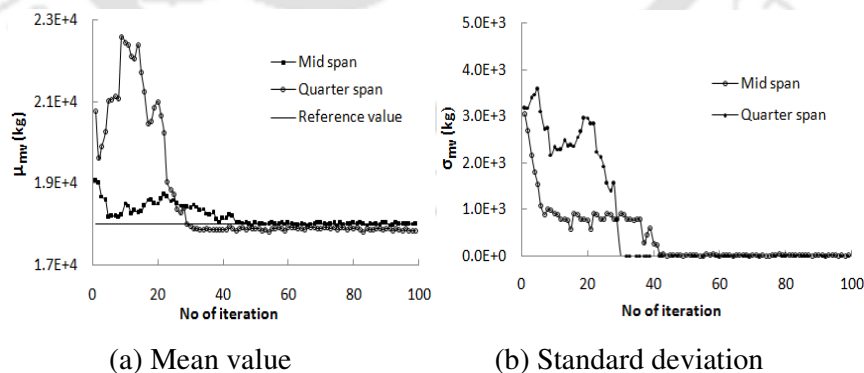 2.3E+4
2.1E+4
1.9E+4
1.7E+4
μmv (kg)
Mid span
Quarter span
Reference value
0 20 40 60 80 100
No of iteration
(a) Mean value
5.0E+3
4.0E+3
3.0E+3
2.0E+3
1.0E+3
0.0E+0
σmv (kg)
Mid span
Quarter span
0 20 40 60 80 100
No of iteration
(b) Standard deviation